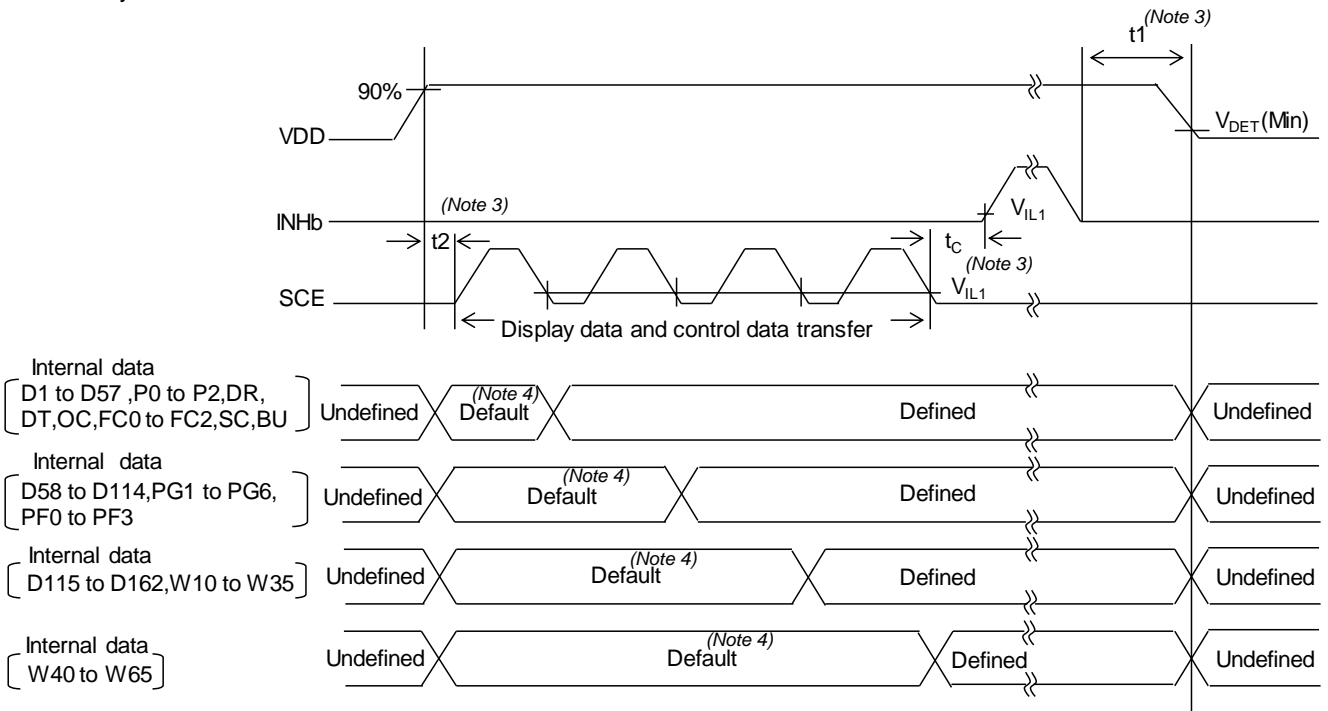 (Note 3)
t1
90%
VDD
VDET(Min)
INHb
(Note 3)
VIL1
t2
tC
(Note 3)
SCE
VIL1
Display data and control data transfer
Internal data
D1 to D57 ,P0 to P2,DR,
DT,OC,FC0 to FC2,SC,BU
Undefined
(Note 4)
Default
Defined
Undefined
Internal data
D58 to D114,PG1 to PG6,
PF0 to PF3
Undefined
(Note 4)
Default
Defined
Undefined
Internal data
D115 to D162,W10 to W35
Undefined
(Note 4)
Default
Defined
Undefined
Internal data
W40 to W65
Undefined
(Note 4)
Default
Defined
Undefined